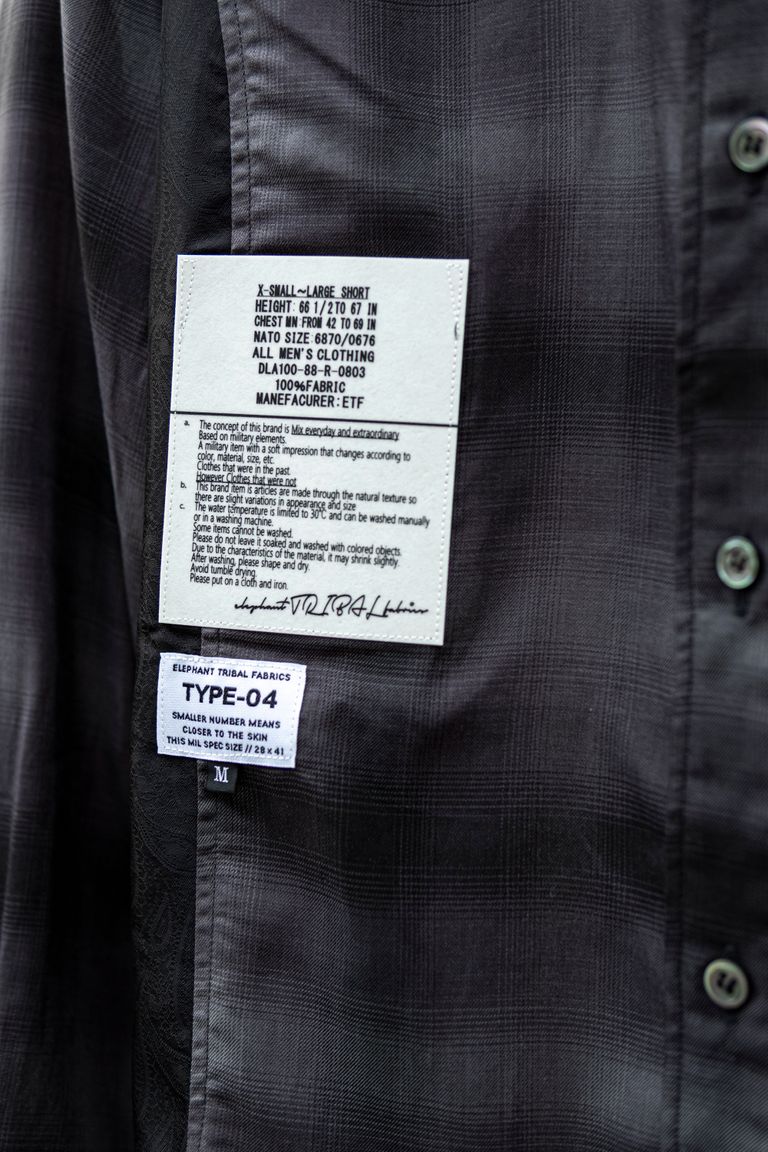 X-SMALL~LARGE SHORT
HEIGHT: 66 1/2TO 67 IN
CHEST MN:FROM 42 TO 69 IN
NATO SIZE:6870/0676
ALL MEN'S CLOTHING
DLA100-88-R-0803
100%FABRIC
MANEFACURER:ETF
a. The concept of this brand is Mix everyday and extraordinary
Based on military elements.
A military item with a soft impression that changes according to
color, material, size, etc.
Clothes that were in the past.
However Clothes that were not
b. This brand item is articles are made through the natural texture so
there are slight variations in appearance and size
c. The water temperature is limited to 30℃ and can be washed manually
or in a washing machine.
Some items cannot be washed.
Please do not leave it soaked and washed with colored objects.
Due to the characteristics of the material, it may shrink slightly.
After washing, please shape and dry.
Avoid tumble drying.
Please put on a cloth and iron.
elephant TRIBAL fabrics
ELEPHANT TRIBAL FABRICS
TYPE-04
SMALLER NUMBER MEANS
CLOSER TO THE SKIN
THIS MIL SPEC SIZE // 28 x 41
M